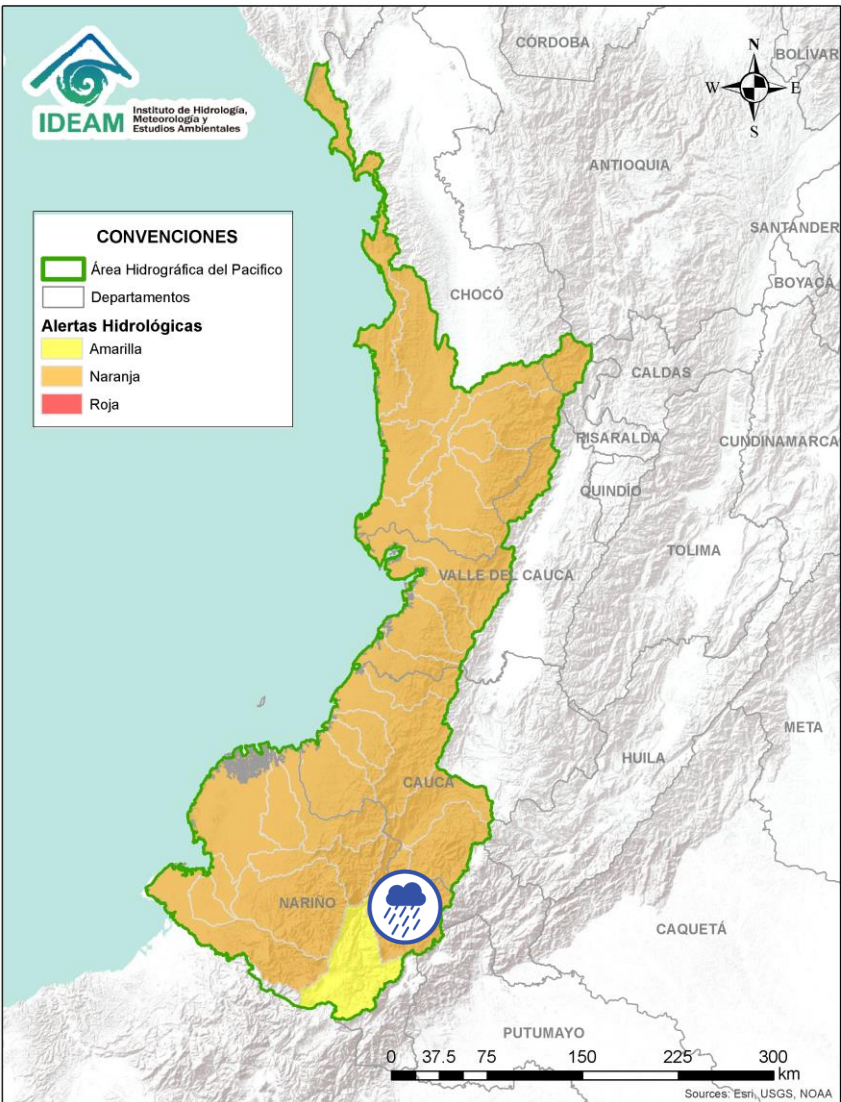 IDEAM
Instituto de Hidrología,
Meteorología y
Estudios Ambientales
N
W
E
S
CÓRDOBA
BOLIVAR
ANTIOQUIA
SANTANDER
BOYACÁ
CHOCÓ
CALDAS
RISARALDA
CUNDINAMARCA
QUINDÍO
TOLIMA
VALLE DEL CAUCA
META
HUILA
CAUCA
NARIÑO
CAQUETÁ
PUTUMAYO
CONVENCIONES
Área Hidrográfica del Pacifico
Departamentos
Alertas Hidrológicas
Amarilla
Naranja
Roja
0 37.5 75 150 225 300
km
Sources: Esri, USGS, NOAA